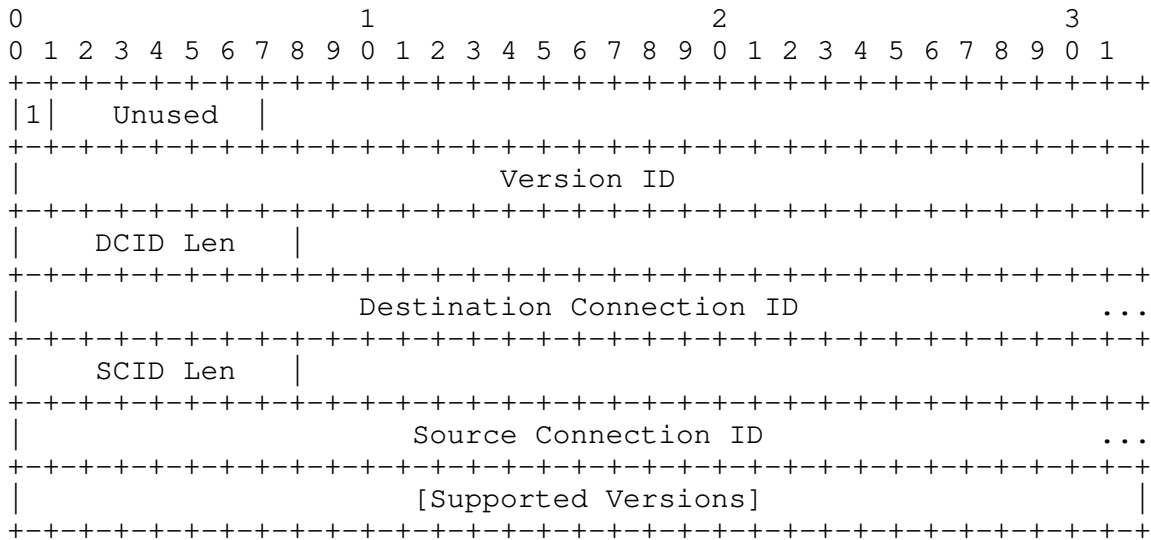 0                   1                   2                   3
0 1 2 3 4 5 6 7 8 9 0 1 2 3 4 5 6 7 8 9 0 1 2 3 4 5 6 7 8 9 0 1
+-+-+-+-+-+-+-+-+-+-+-+-+-+-+-+-+-+-+-+-+-+-+-+-+-+-+-+-+-+-+-+-+
|1|   Unused    |
+-+-+-+-+-+-+-+-+-+-+-+-+-+-+-+-+-+-+-+-+-+-+-+-+-+-+-+-+-+-+-+-+
|                           Version ID                          |
+-+-+-+-+-+-+-+-+-+-+-+-+-+-+-+-+-+-+-+-+-+-+-+-+-+-+-+-+-+-+-+-+
|    DCID Len   |
+-+-+-+-+-+-+-+-+-+-+-+-+-+-+-+-+-+-+-+-+-+-+-+-+-+-+-+-+-+-+-+-+
|                   Destination Connection ID                 ...
+-+-+-+-+-+-+-+-+-+-+-+-+-+-+-+-+-+-+-+-+-+-+-+-+-+-+-+-+-+-+-+-+
|    SCID Len   |
+-+-+-+-+-+-+-+-+-+-+-+-+-+-+-+-+-+-+-+-+-+-+-+-+-+-+-+-+-+-+-+-+
|                      Source Connection ID                   ...
+-+-+-+-+-+-+-+-+-+-+-+-+-+-+-+-+-+-+-+-+-+-+-+-+-+-+-+-+-+-+-+-+
|                      [Supported Versions]                     |
+-+-+-+-+-+-+-+-+-+-+-+-+-+-+-+-+-+-+-+-+-+-+-+-+-+-+-+-+-+-+-+-+